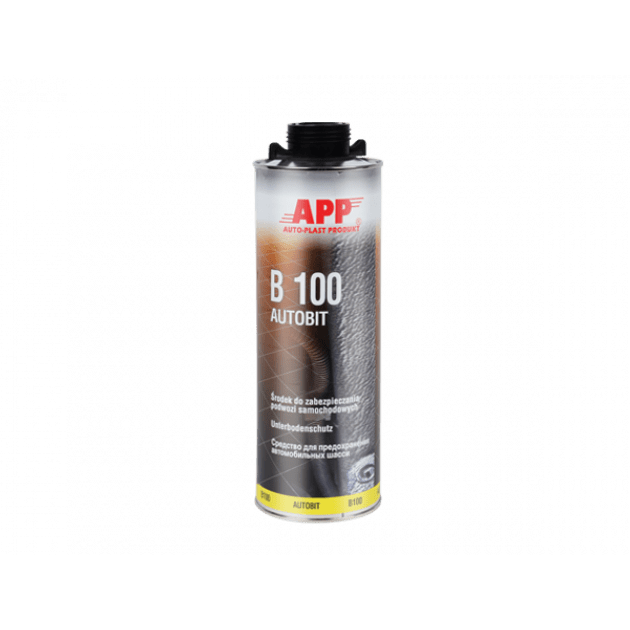 APP
AUTO-PLAST PRODUKT
B 100
AUTOBIT
Środek do zabezpieczania
podwozi samochodowych
Unterbodenschutz
Средство для предохранения
автомобильных шасси
B100 AUTOBIT B100